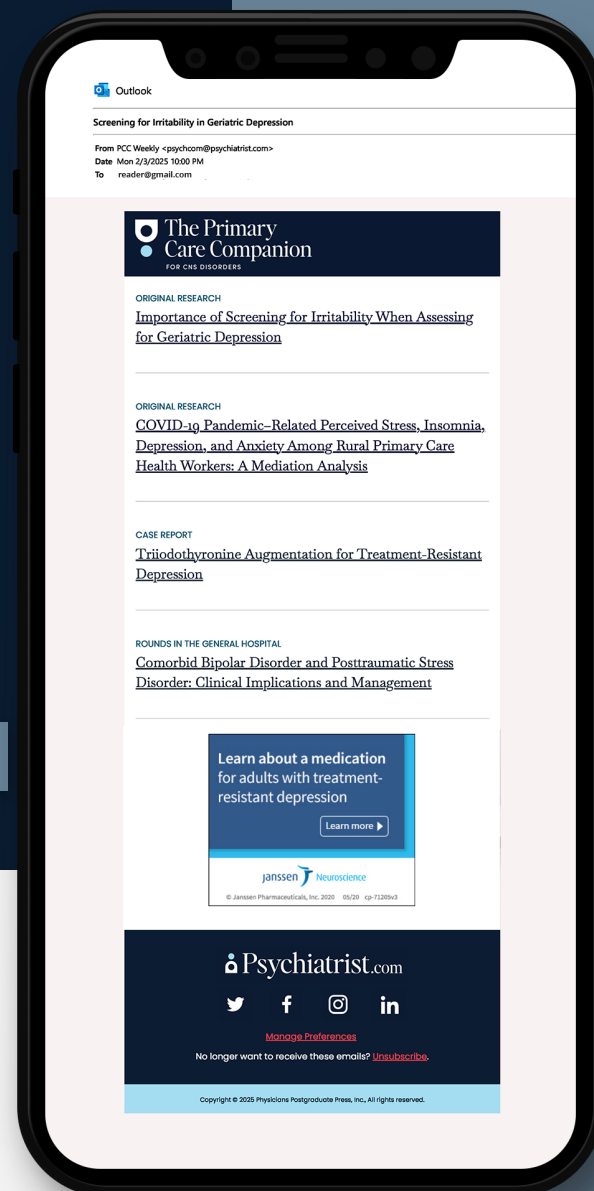 Outlook
Screening for Irritability in Geriatric Depression
From PCC Weekly <psychcom@psychiatrist.com>
Date Mon 2/3/2025 10:00 PM
To reader@gmail.com
The Primary
Care Companion
FOR CNS DISORDERS
ORIGINAL RESEARCH
Importance of Screening for Irritability When Assessing
for Geriatric Depression
ORIGINAL RESEARCH
COVID-19 Pandemic–Related Perceived Stress, Insomnia,
Depression, and Anxiety Among Rural Primary Care
Health Workers: A Mediation Analysis
CASE REPORT
Triiodothyronine Augmentation for Treatment-Resistant
Depression
ROUNDS IN THE GENERAL HOSPITAL
Comorbid Bipolar Disorder and Posttraumatic Stress
Disorder: Clinical Implications and Management
Learn about a medication
for adults with treatment-
resistant depression
Learn more
janssen Neuroscience
© Janssen Pharmaceuticals, Inc. 2020 05/20 cp-71205v3
Psychiatrist.com
Manage Preferences
No longer want to receive these emails? Unsubscribe.
Copyright © 2025 Physicians Postgraduate Press, Inc., All rights reserved.